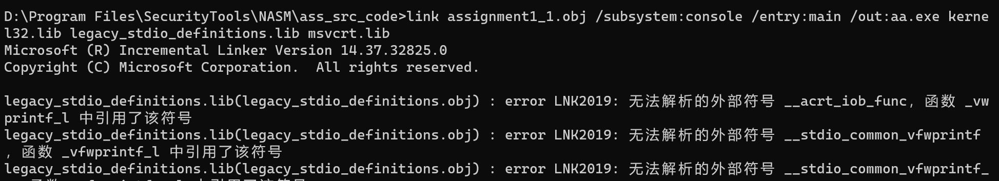 D:\Program Files\SecurityTools\NASM\ass_src_code>link assignment1_1.obj /subsystem:console /entry:main /out:aa.exe kerne
l32.lib legacy_stdio_definitions.lib msvcrt.lib
Microsoft (R) Incremental Linker Version 14.37.32825.0
Copyright (C) Microsoft Corporation.  All rights reserved.
legacy_stdio_definitions.lib(legacy_stdio_definitions.obj) : error LNK2019: 无法解析的外部符号 __acrt_iob_func，函数 _vw
printf_l 中引用了该符号
legacy_stdio_definitions.lib(legacy_stdio_definitions.obj) : error LNK2019: 无法解析的外部符号 __stdio_common_vfwprintf
，函数 _vfwprintf_l 中引用了该符号
legacy_stdio_definitions.lib(legacy_stdio_definitions.obj) : error LNK2019: 无法解析的外部符号 __stdio_common_vfwprintf_